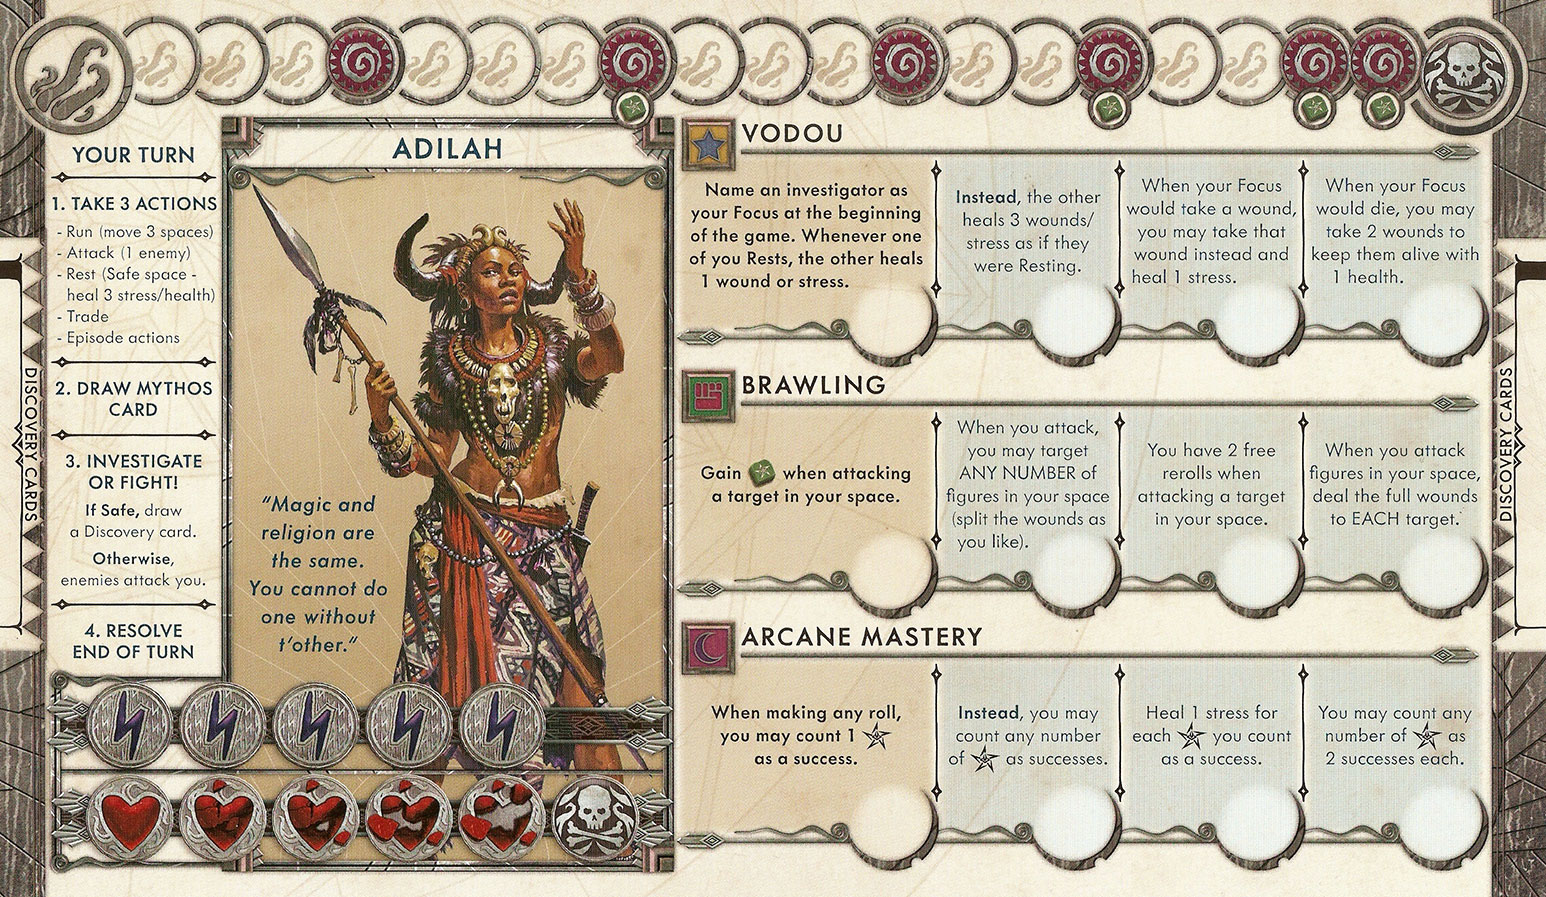 YOUR TURN
1. TAKE 3 ACTIONS
- Run (move 3 spaces)
- Attack (1 enemy)
- Rest (Safe space -
heal 3 stress/health)
- Trade
- Episode actions
2. DRAW MYTHOS
CARD
3. INVESTIGATE
OR FIGHT!
If Safe, draw
a Discovery card.
Otherwise,
enemies attack you.
4. RESOLVE
END OF TURN
DISCOVERY CARDS
ADILAH
“Magic and
religion are
the same.
You cannot do
one without
t’other.”
VODOU
Name an investigator as
your Focus at the beginning
of the game. Whenever one
of you Rests, the other heals
1 wound or stress.
Instead, the other
heals 3 wounds/
stress as if they
were Resting.
When your Focus
would take a wound,
you may take that
wound instead and
heal 1 stress.
When your Focus
would die, you may
take 2 wounds to
keep them alive with
1 health.
BRAWLING
Gain when attacking
a target in your space.
When you attack,
you may target
ANY NUMBER of
figures in your space
(split the wounds as
you like).
You have 2 free
rerolls when
attacking a target
in your space.
When you attack
figures in your space,
deal the full wounds
to EACH target.
ARCANE MASTERY
When making any roll,
you may count 1
as a success.
Instead, you may
count any number
of as successes.
Heal 1 stress for
each you count
as a success.
You may count any
number of as
2 successes each.
DISCOVERY CARDS